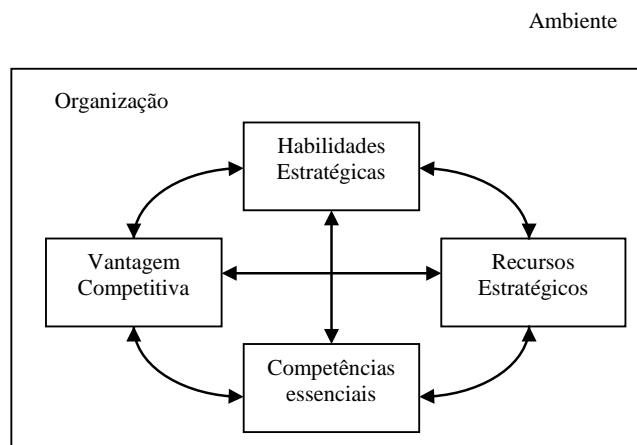 Ambiente
Organização
Habilidades
Estratégicas
Vantagem
Competitiva
Recursos
Estratégicos
Competências
essenciais